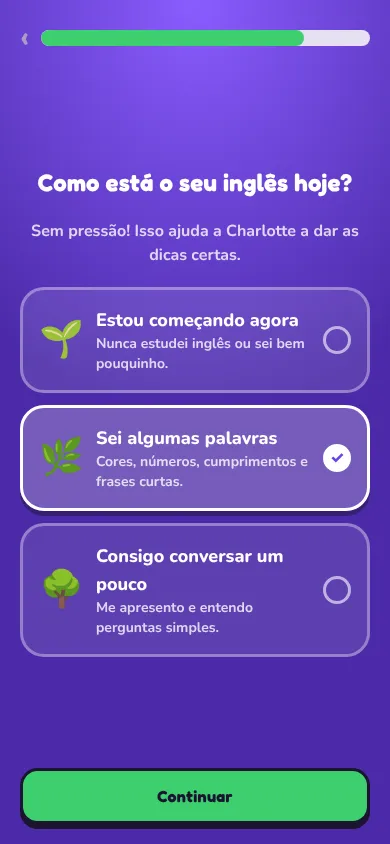 Como está o seu inglês hoje?
Sem pressão! Isso ajuda a Charlotte a dar as
dicas certas.
Estou começando agora
Nunca estudei inglês ou sei bem
pouquinho.
Sei algumas palavras
Cores, números, cumprimentos e
frases curtas.
Consigo conversar um
pouco
Me apresento e entendo
perguntas simples.
Continuar